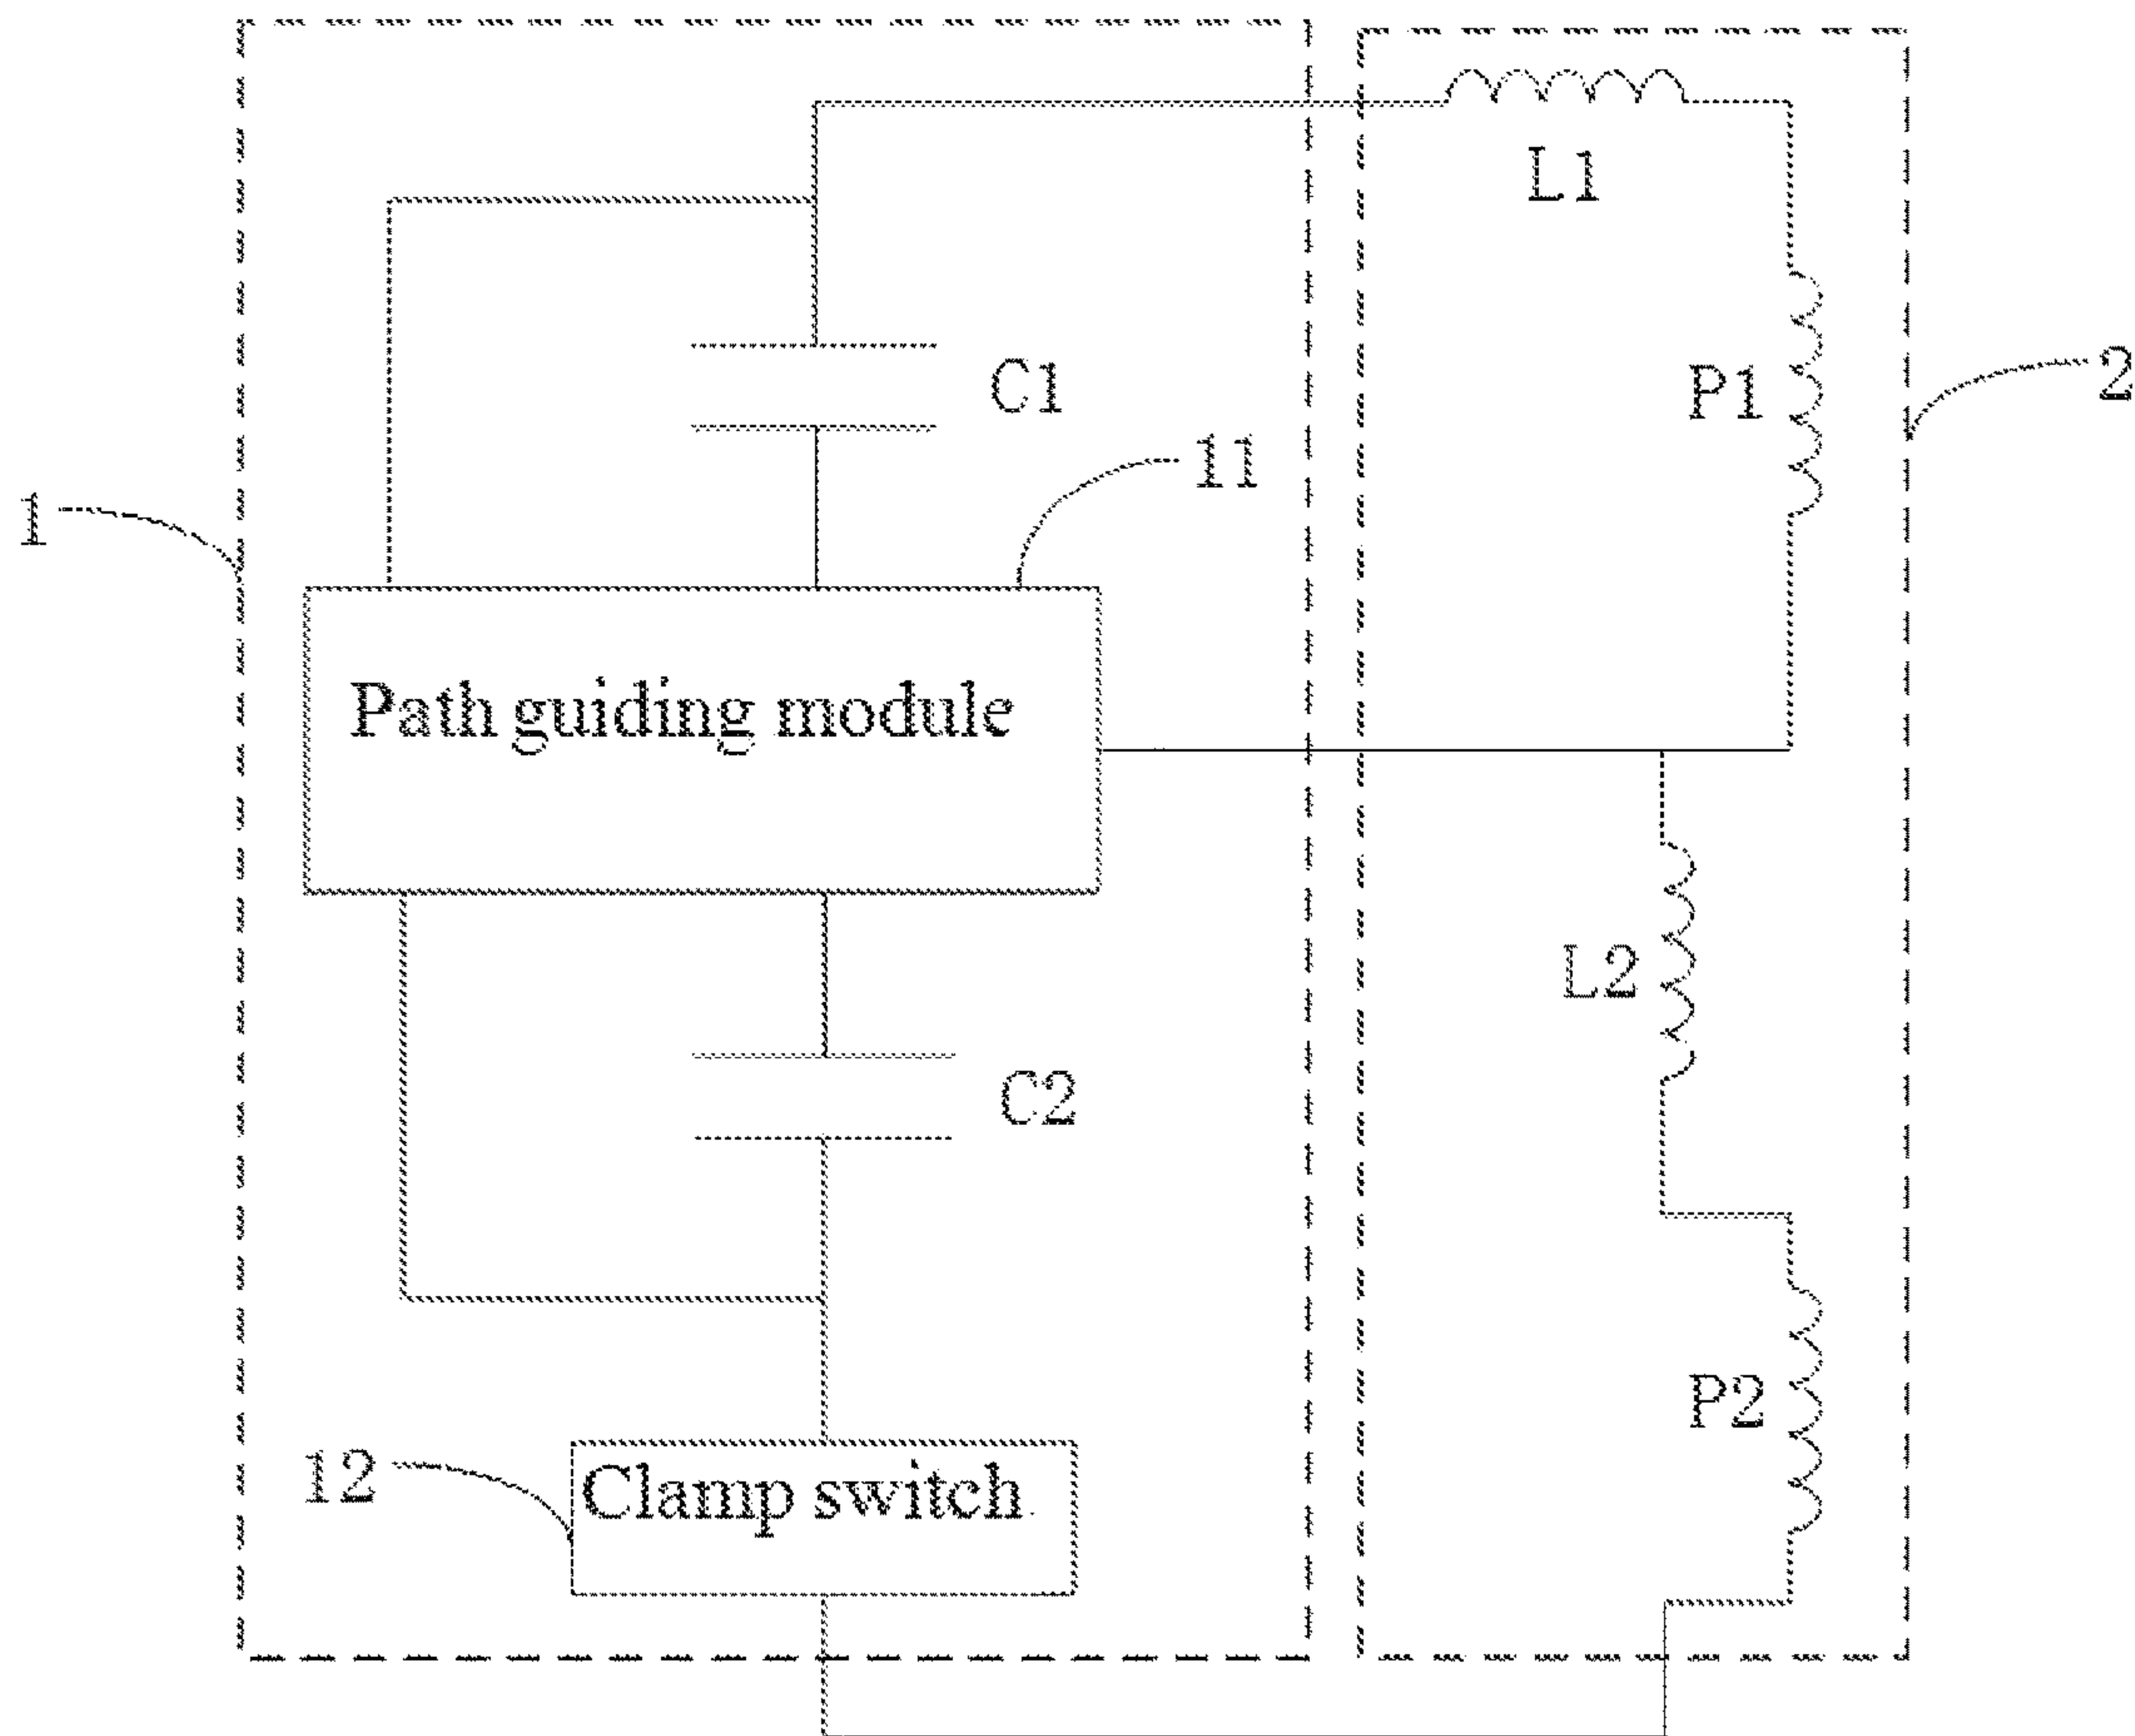 L1
C1
P1
2
11
1
Path guiding module
L2
C2
P2
12
Clamp switch